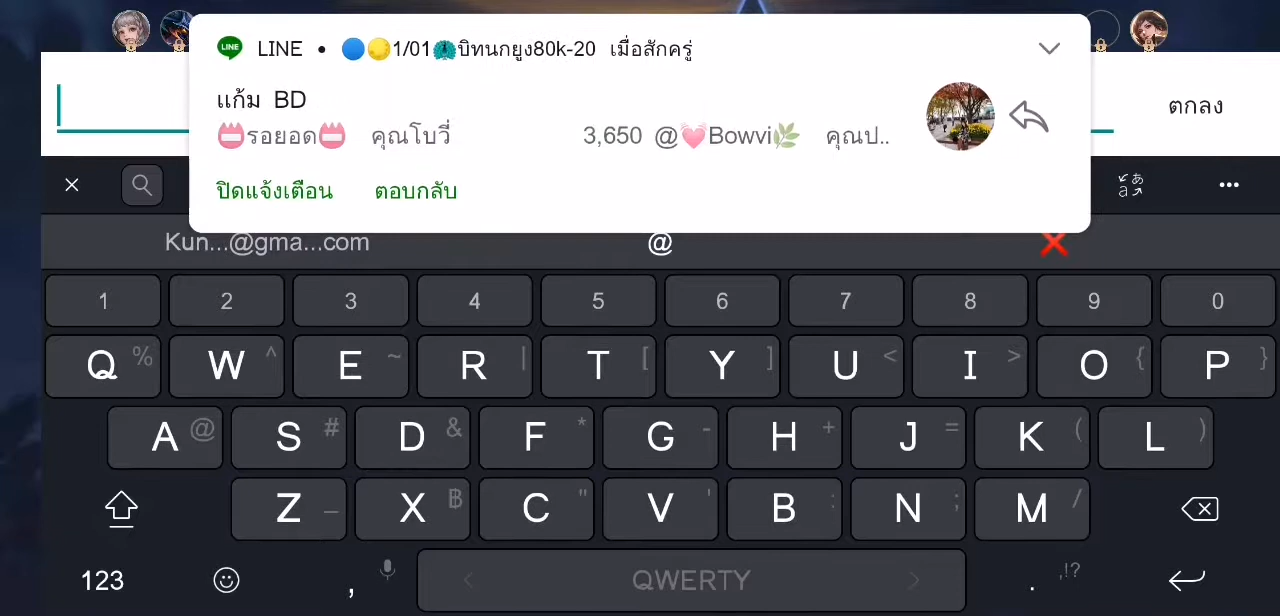 LINE • 🔵🟡1/01🦚บิทนกยูง80k-20 เมื่อสักครู่
แก้ม BD
📛รอยอด📛 คุณโบวี่ 3,650 @💓Bowvi🌿 คุณป..
ปิดแจ้งเตือน ตอบกลับ
ตกลง
Kun...@gma...com @ ❌
1 2 3 4 5 6 7 8 9 0
Q % W ^ E ~ R | T [ Y ] U < I > O { P }
A @ S # D & F * G - H + J = K ( L )
Z _ X ฿ C " V ' B : N ; M /
123 , QWERTY . ,!?